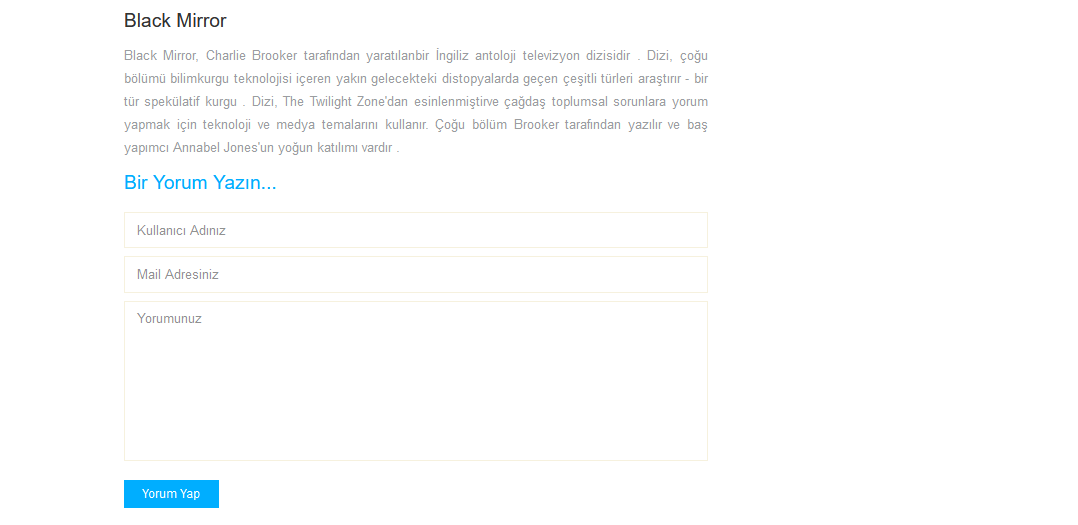 Black Mirror
Black Mirror, Charlie Brooker tarafından yaratılanbir İngiliz antoloji televizyon dizisidir . Dizi, çoğu
bölümü bilimkurgu teknolojisi içeren yakın gelecekteki distopyalarda geçen çeşitli türleri araştırır - bir
tür spekülatif kurgu . Dizi, The Twilight Zone'dan esinlenmiştirve çağdaş toplumsal sorunlara yorum
yapmak için teknoloji ve medya temalarını kullanır. Çoğu bölüm Brooker tarafından yazılır ve baş
yapımcı Annabel Jones'un yoğun katılımı vardır .
Bir Yorum Yazın...
Kullanıcı Adınız
Mail Adresiniz
Yorumunuz
Yorum Yap